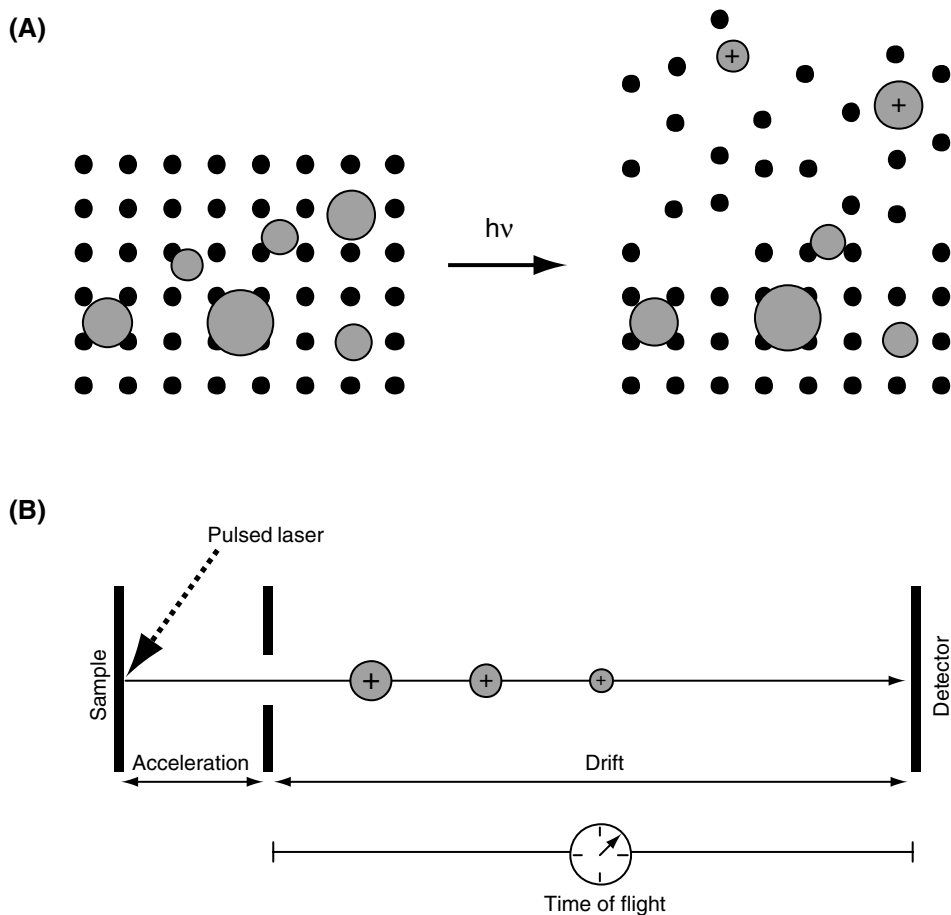 (A)
hν
+
+
(B)
Pulsed laser
Sample
+
+
+
Detector
Acceleration
Drift
Time of flight